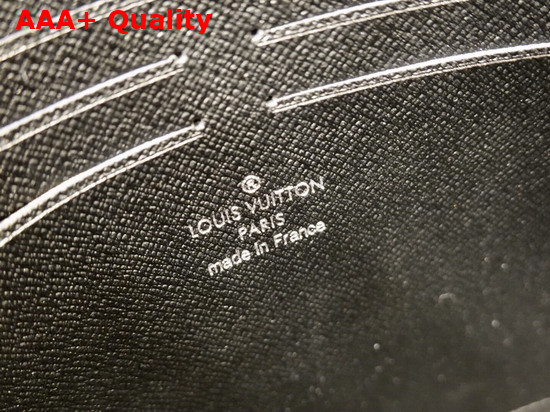 AAA+ Quality
®
LOUIS VUITTON
PARIS
made in France